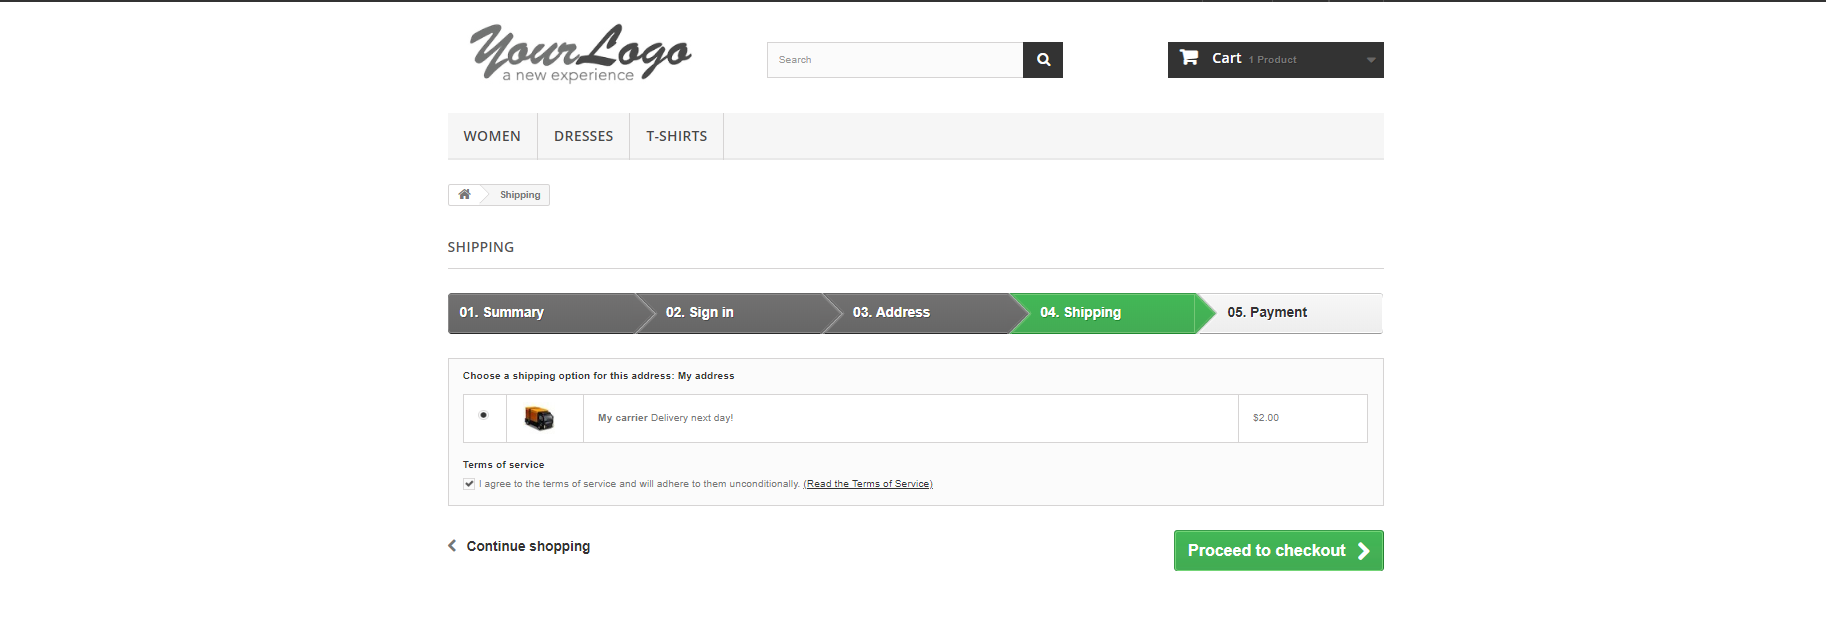 YourLogo
a new experience
Search
Cart 1 Product
WOMEN
DRESSES
T-SHIRTS
Shipping
SHIPPING
01. Summary
02. Sign in
03. Address
04. Shipping
05. Payment
Choose a shipping option for this address: My address
My carrier Delivery next day!
$2.00
Terms of service
I agree to the terms of service and will adhere to them unconditionally. (Read the Terms of Service)
Continue shopping
Proceed to checkout